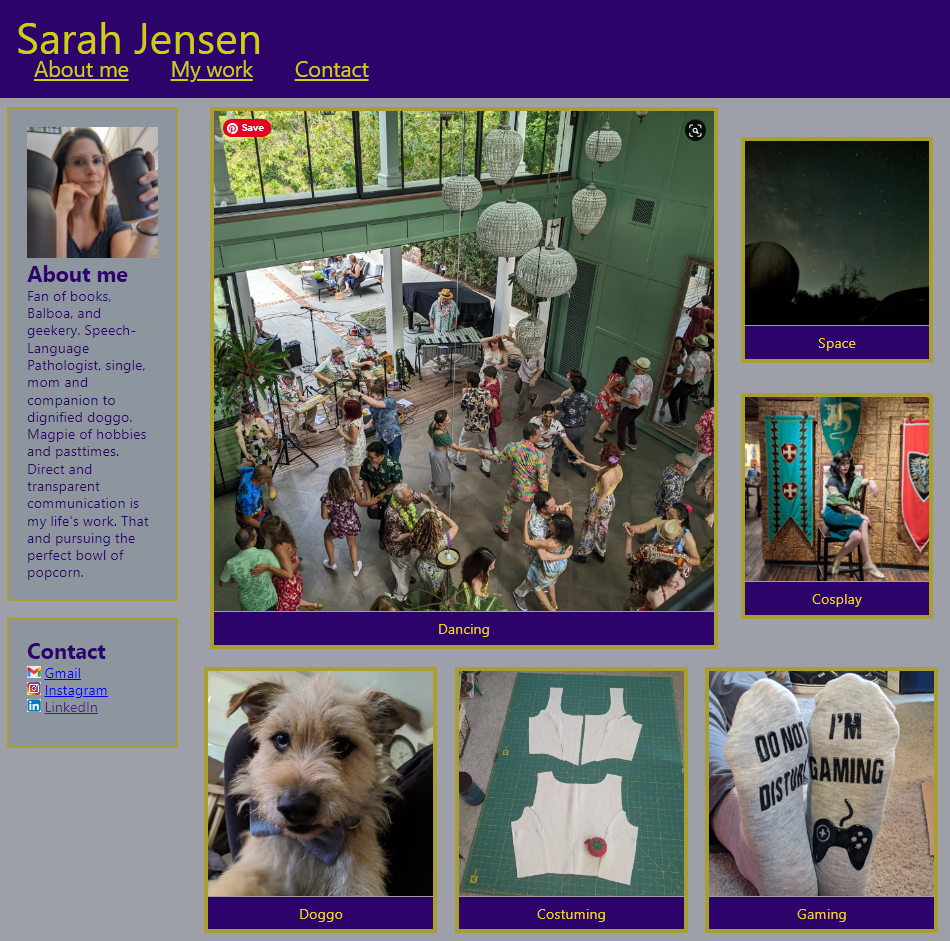 Sarah Jensen
About me
My work
Contact
About me
Fan of books,
Balboa, and
geekery. Speech-
Language
Pathologist, single,
mom and
companion to
dignified doggo.
Magpie of hobbies
and pasttimes.
Direct and
transparent
communication is
my life's work. That
and pursuing the
perfect bowl of
popcorn.
Contact
Gmail
Instagram
LinkedIn
Save
Dancing
Space
Cosplay
Doggo
Costuming
DO NOT
DISTURB
I'M
GAMING
Gaming